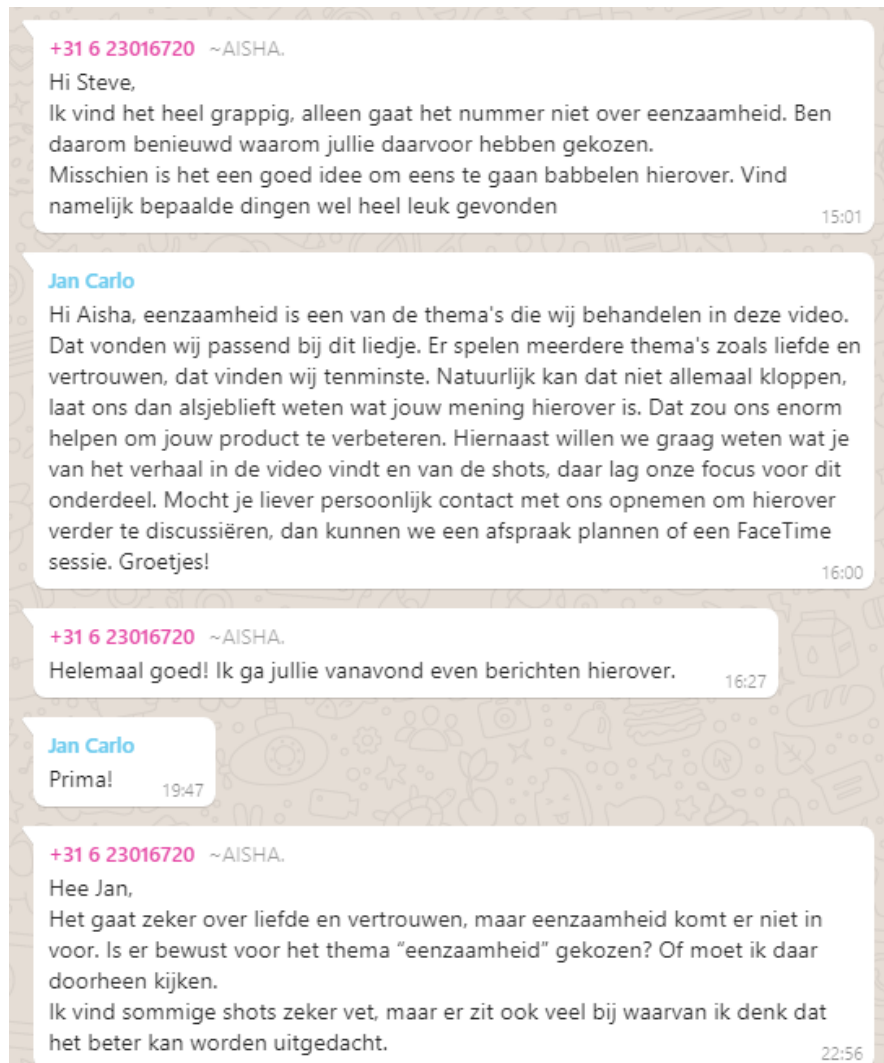 +31 6 23016720 ~AISHA.
Hi Steve,
Ik vind het heel grappig, alleen gaat het nummer niet over eenzaamheid. Ben
daarom benieuwd waarom jullie daarvoor hebben gekozen.
Misschien is het een goed idee om eens te gaan babbelen hierover. Vind
namelijk bepaalde dingen wel heel leuk gevonden
15:01
Jan Carlo
Hi Aisha, eenzaamheid is een van de thema's die wij behandelen in deze video.
Dat vonden wij passend bij dit liedje. Er spelen meerdere thema's zoals liefde en
vertrouwen, dat vinden wij tenminste. Natuurlijk kan dat niet allemaal kloppen,
laat ons dan alsjeblieft weten wat jouw mening hierover is. Dat zou ons enorm
helpen om jouw product te verbeteren. Hiernaast willen we graag weten wat je
van het verhaal in de video vindt en van de shots, daar lag onze focus voor dit
onderdeel. Mocht je liever persoonlijk contact met ons opnemen om hierover
verder te discussiëren, dan kunnen we een afspraak plannen of een FaceTime
sessie. Groetjes!
16:00
+31 6 23016720 ~AISHA.
Helemaal goed! Ik ga jullie vanavond even berichten hierover.
16:27
Jan Carlo
Prima!
19:47
+31 6 23016720 ~AISHA.
Hee Jan,
Het gaat zeker over liefde en vertrouwen, maar eenzaamheid komt er niet in
voor. Is er bewust voor het thema “eenzaamheid” gekozen? Of moet ik daar
doorheen kijken.
Ik vind sommige shots zeker vet, maar er zit ook veel bij waarvan ik denk dat
het beter kan worden uitgedacht.
22:56